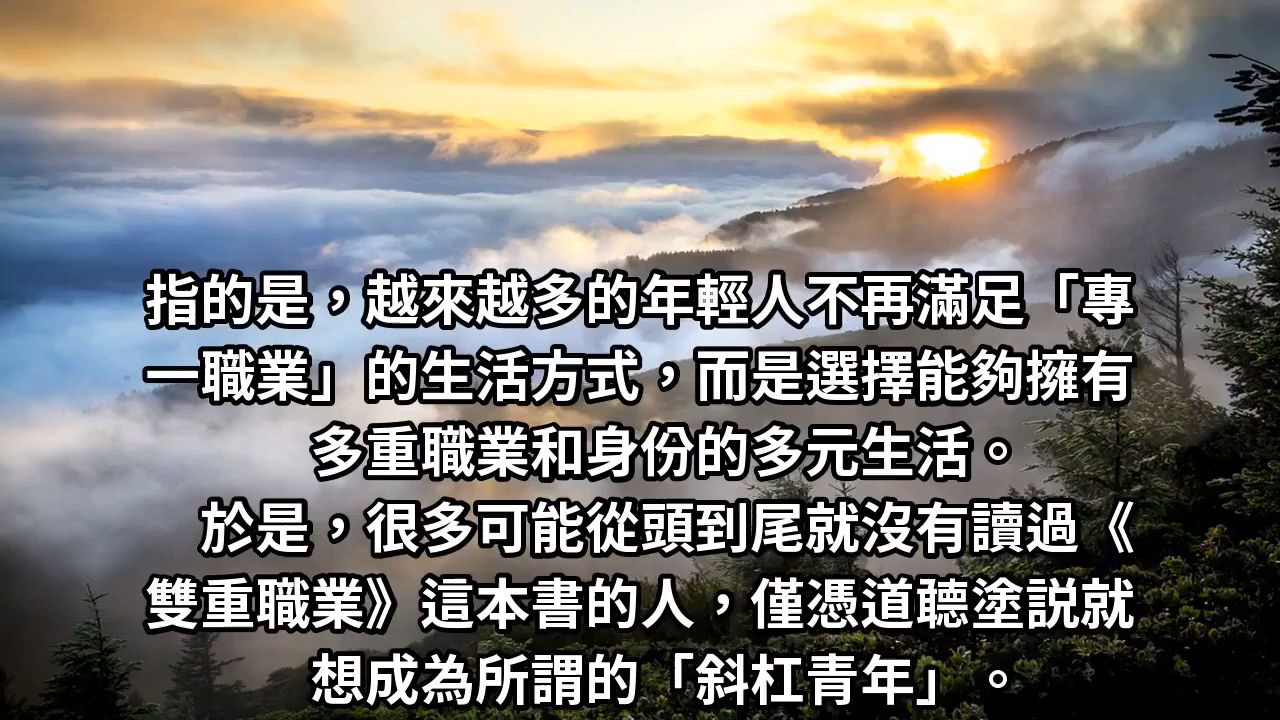 指的是，越來越多的年輕人不再滿足「專
一職業」的生活方式，而是選擇能夠擁有
多重職業和身份的多元生活。
於是，很多可能從頭到尾就沒有讀過《
雙重職業》這本書的人，僅憑道聽塗説就
想成為所謂的「斜杠青年」。